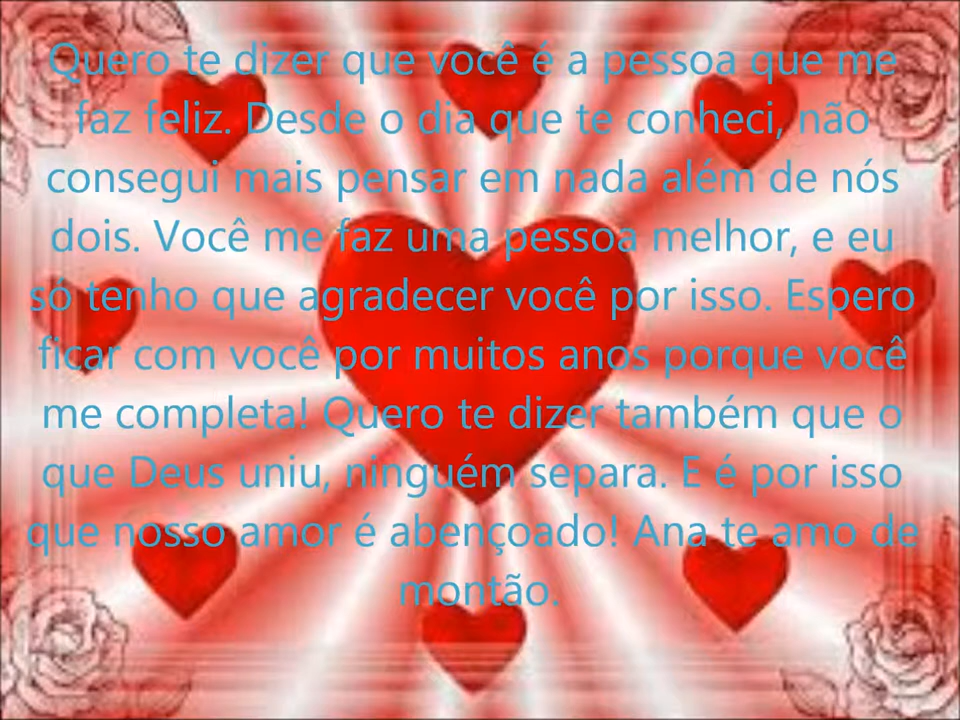 Quero te dizer que você é a pessoa que me
faz feliz. Desde o dia que te conheci, não
consegui mais pensar em nada além de nós
dois. Você me faz uma pessoa melhor, e eu
só tenho que agradecer você por isso. Espero
ficar com você por muitos anos porque você
me completa! Quero te dizer também que o
que Deus uniu, ninguém separa. E é por isso
que nosso amor é abençoado! Ana te amo de
montão.